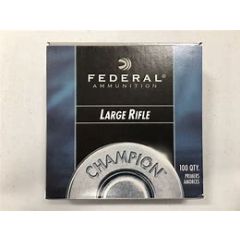 FEDERAL
AMMUNITION
LARGE RIFLE
CHAMPION
100 QTY.
PRIMERS
AMORCES